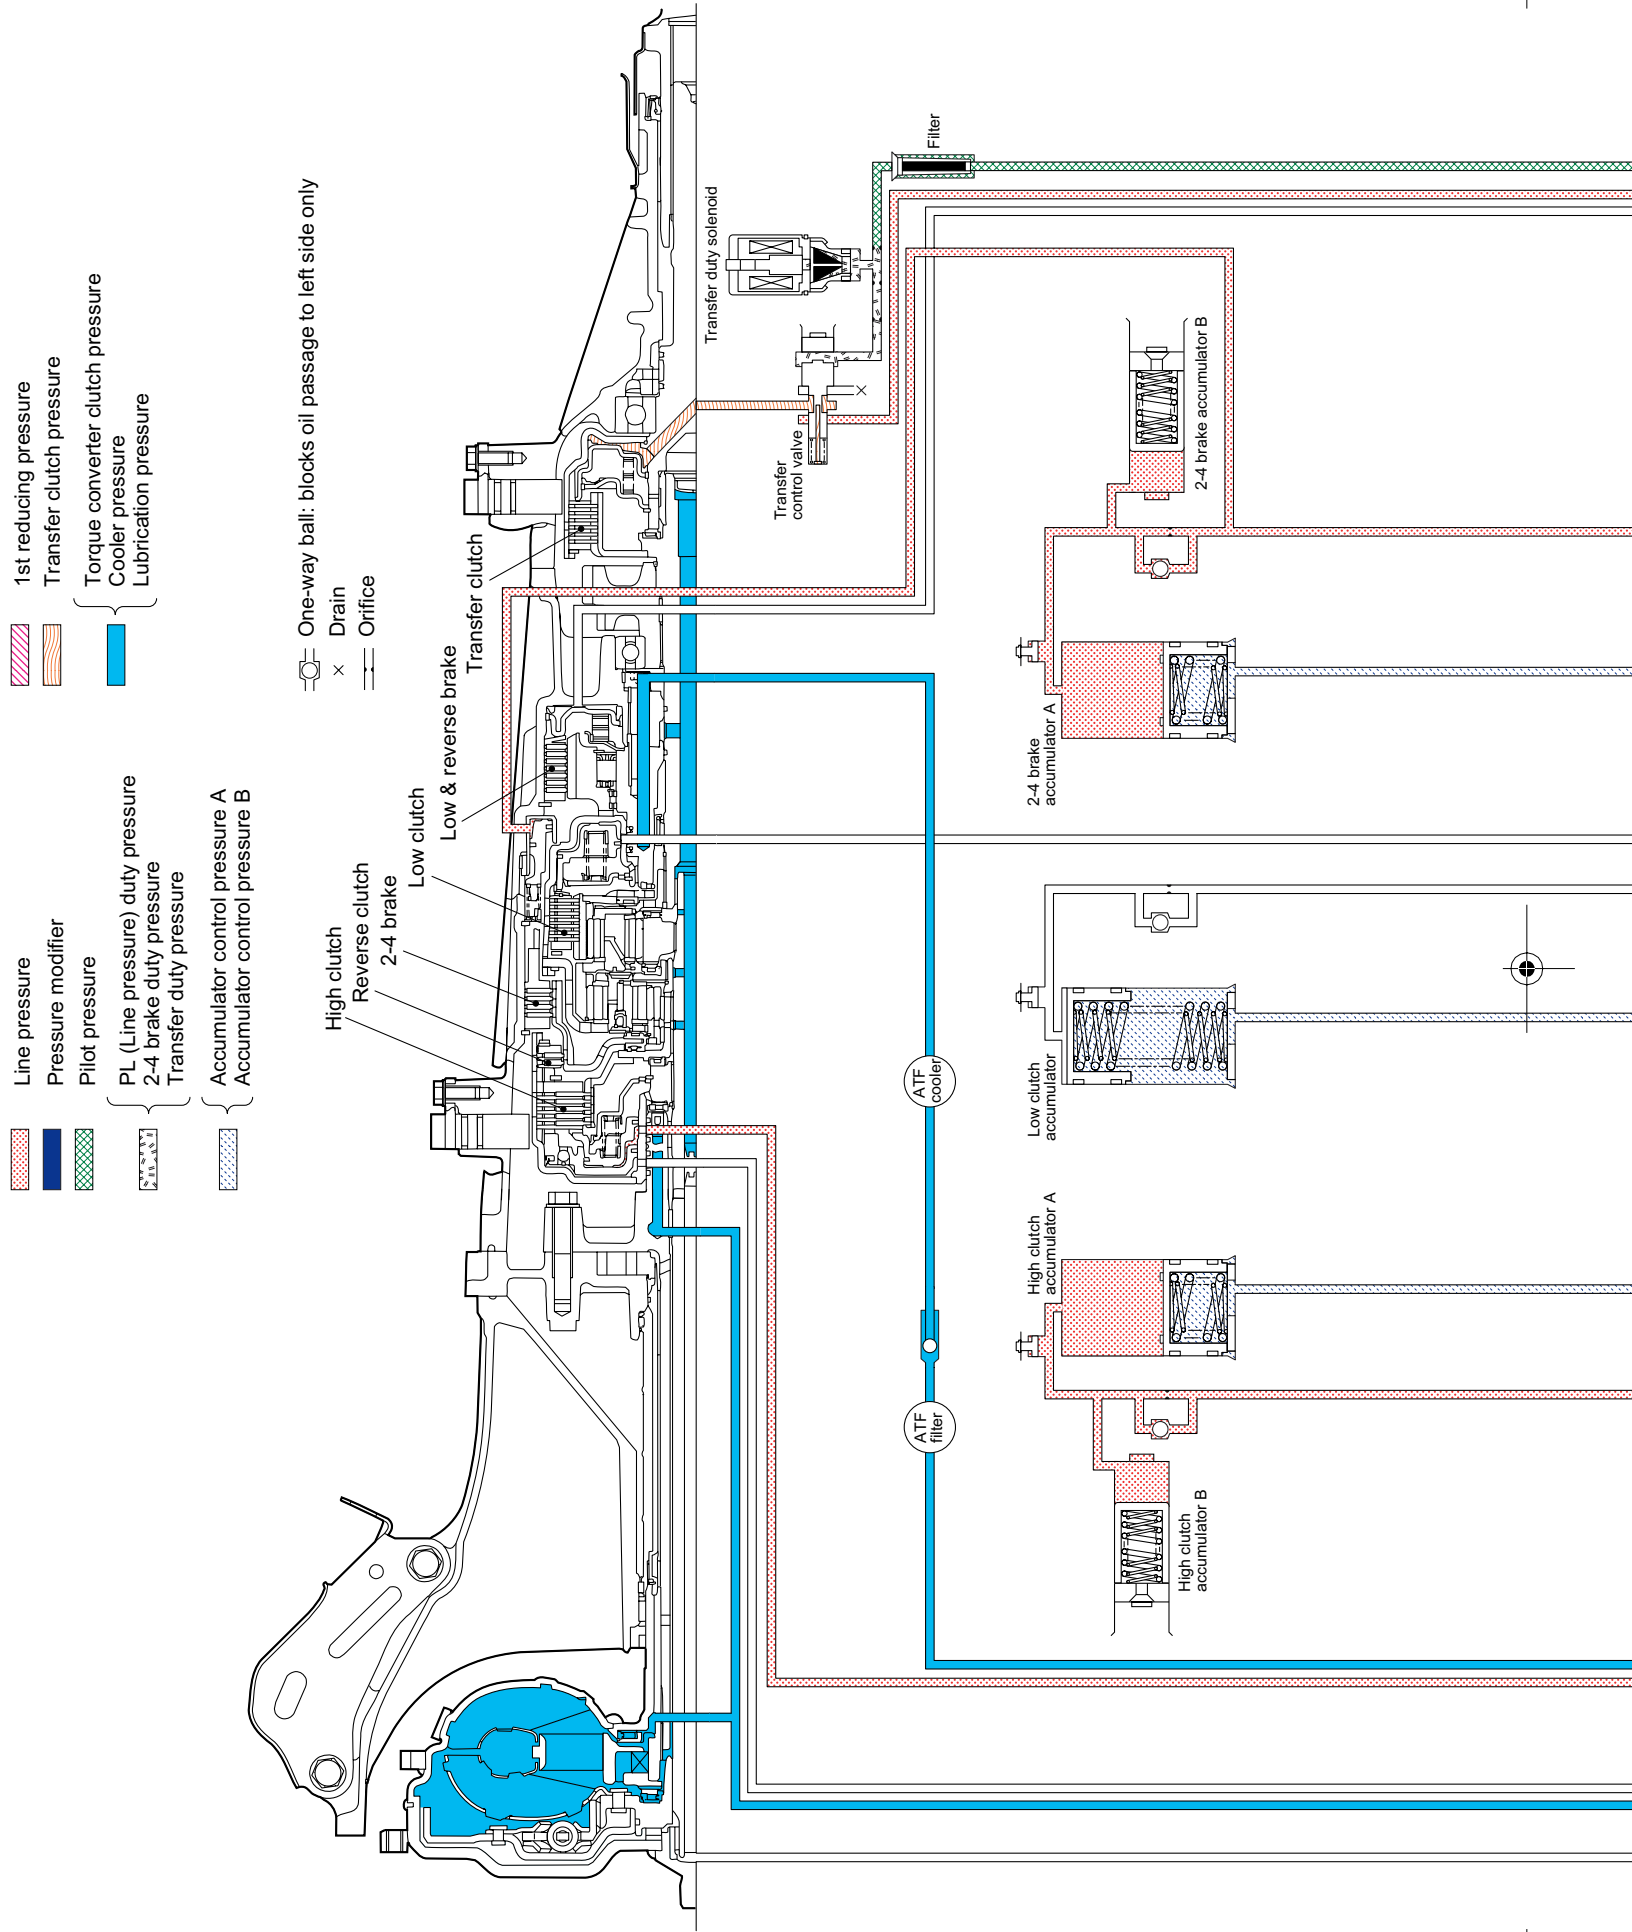 Line pressure
Pressure modifier
Pilot pressure
PL (Line pressure) duty pressure
2-4 brake duty pressure
Transfer duty pressure
Accumulator control pressure A
Accumulator control pressure B
1st reducing pressure
Transfer clutch pressure
Torque converter clutch pressure
Cooler pressure
Lubrication pressure
One-way ball: blocks oil passage to left side only
Drain
Orifice
High clutch
Reverse clutch
2-4 brake
Low clutch
Low & reverse brake
Transfer clutch
Transfer duty solenoid
Filter
Transfer
control valve
ATF
filter
ATF
cooler
High clutch
accumulator B
High clutch
accumulator A
Low clutch
accumulator
2-4 brake
accumulator A
2-4 brake accumulator B